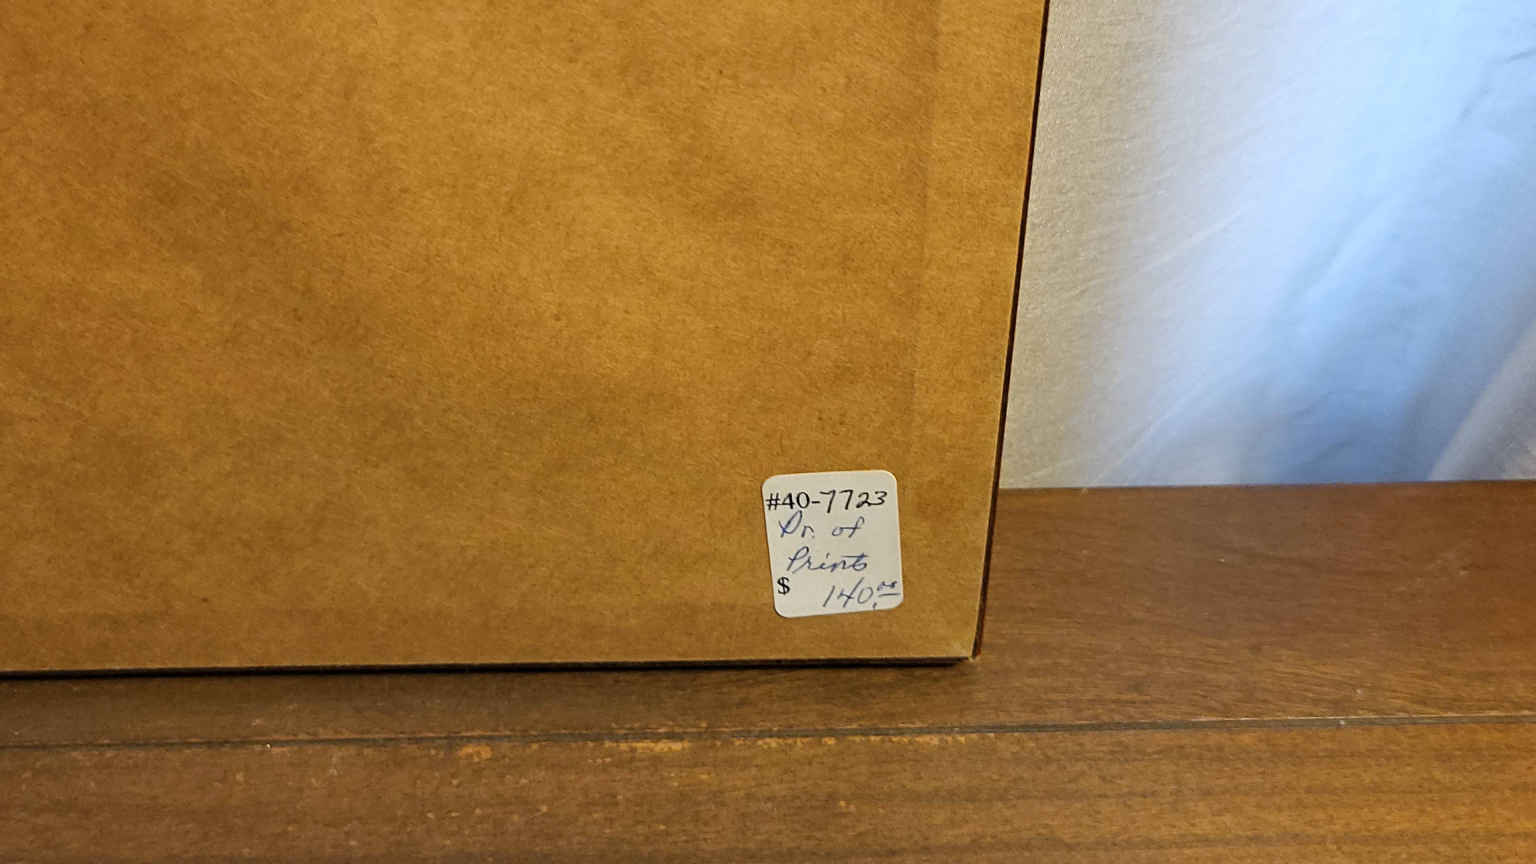 #40-7723
Pr. of
Prints
$ 140.00